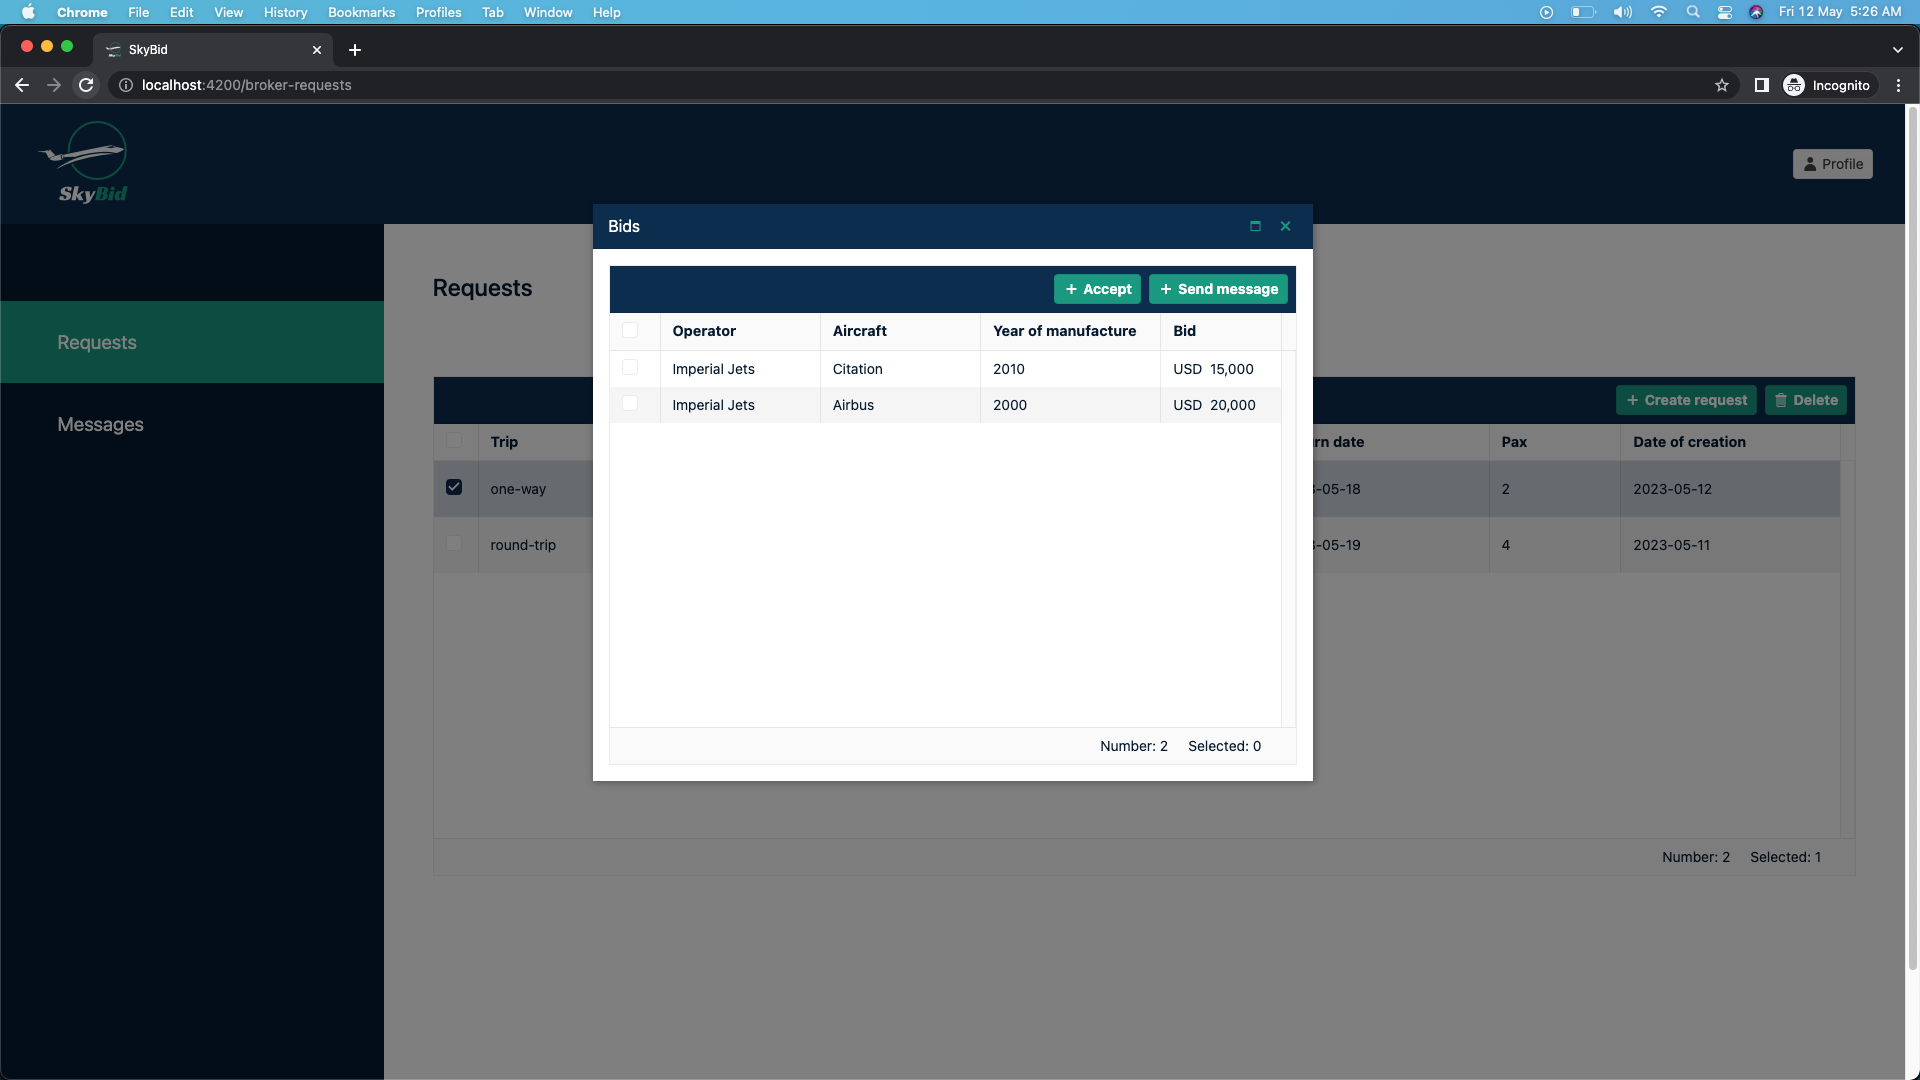 Chrome File Edit View History Bookmarks Profiles Tab Window Help Fri 12 May 5:26 AM
SkyBid
localhost:4200/broker-requests Incognito
SkyBid
Profile
Bids
Requests
Messages
Requests
Accept Send message
Operator Aircraft Year of manufacture Bid
Imperial Jets Citation 2010 USD 15,000
Imperial Jets Airbus 2000 USD 20,000
Number: 2 Selected: 0
Create request Delete
Trip rn date Pax Date of creation
one-way -05-18 2 2023-05-12
round-trip -05-19 4 2023-05-11
Number: 2 Selected: 1